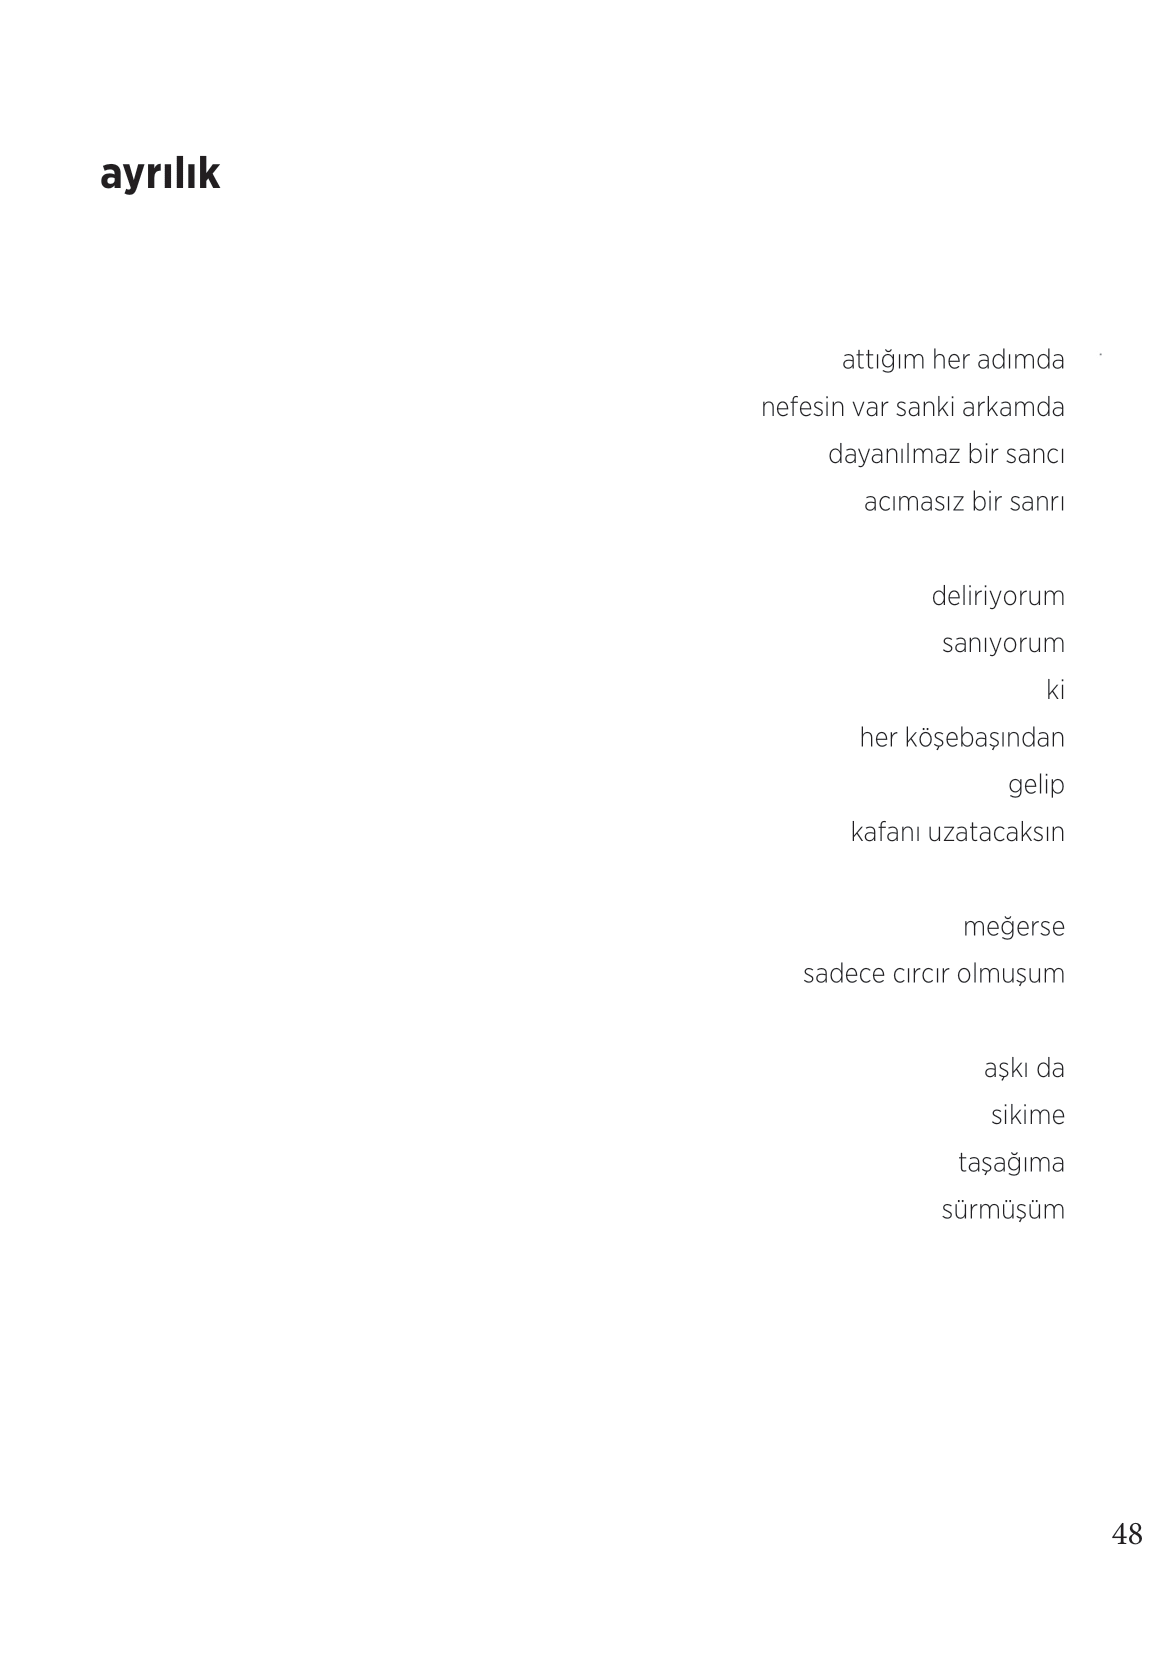 ayrılık
attığım her adımda
nefesin var sanki arkamda
dayanılmaz bir sancı
acımasız bir sanrı
deliriyorum
sanıyorum
ki
her köşebaşından
gelip
kafanı uzatacaksın
meğerse
sadece cırcır olmuşum
aşkı da
sikime
taşağıma
sürmüşüm
48